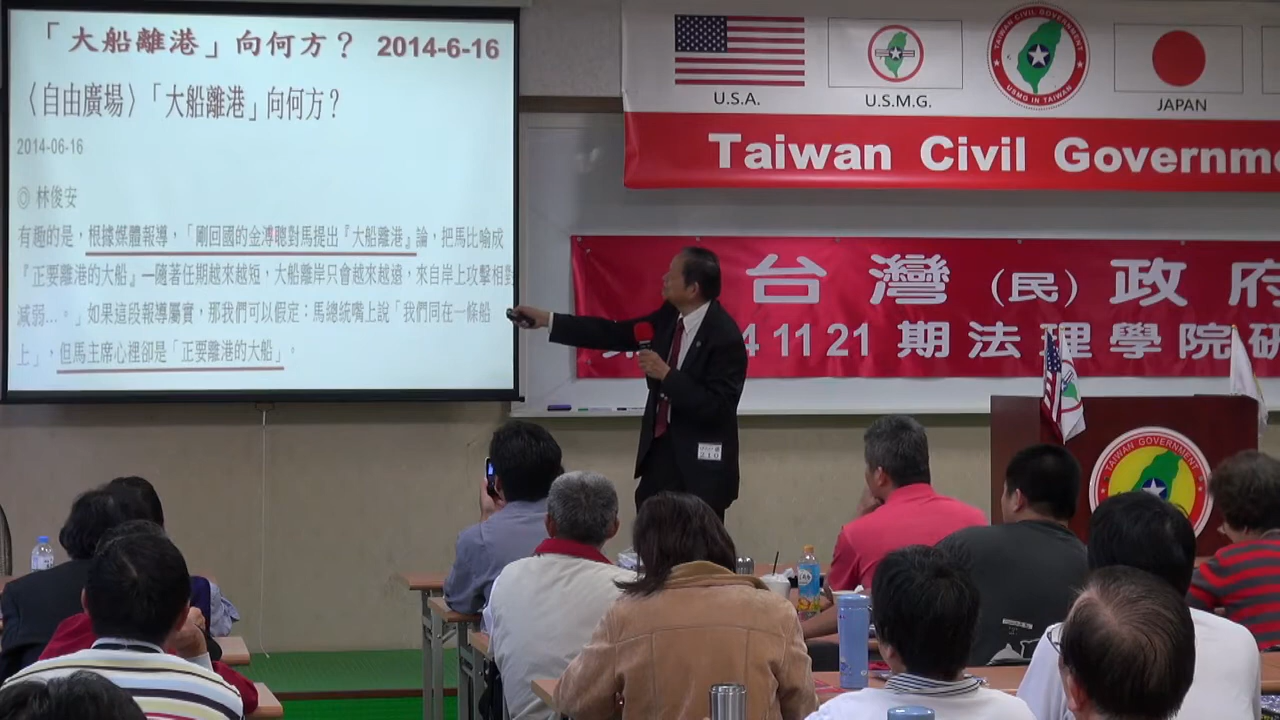 「大船離港」向何方？ 2014-6-16
〈自由廣場〉「大船離港」向何方？
2014-06-16
◎ 林俊安
有趣的是，根據媒體報導，「剛回國的金溥聰對馬提出『大船離港』論，把馬比喻成
『正要離港的大船』—隨著任期越來越短，大船離岸只會越來越遠，來自岸上攻擊相對
減弱…。」如果這段報導屬實，那我們可以假定：馬總統嘴上說「我們同在一條船
上」，但馬主席心裡卻是「正要離港的大船」。
U.S.A.
U.S.M.G.
TAIWAN CIVIL GOVERNMENT
USMG IN TAIWAN
JAPAN
Taiwan Civil Governme
台灣（民）政府
41121 期法理學院研
TAIWAN GOVERNMENT